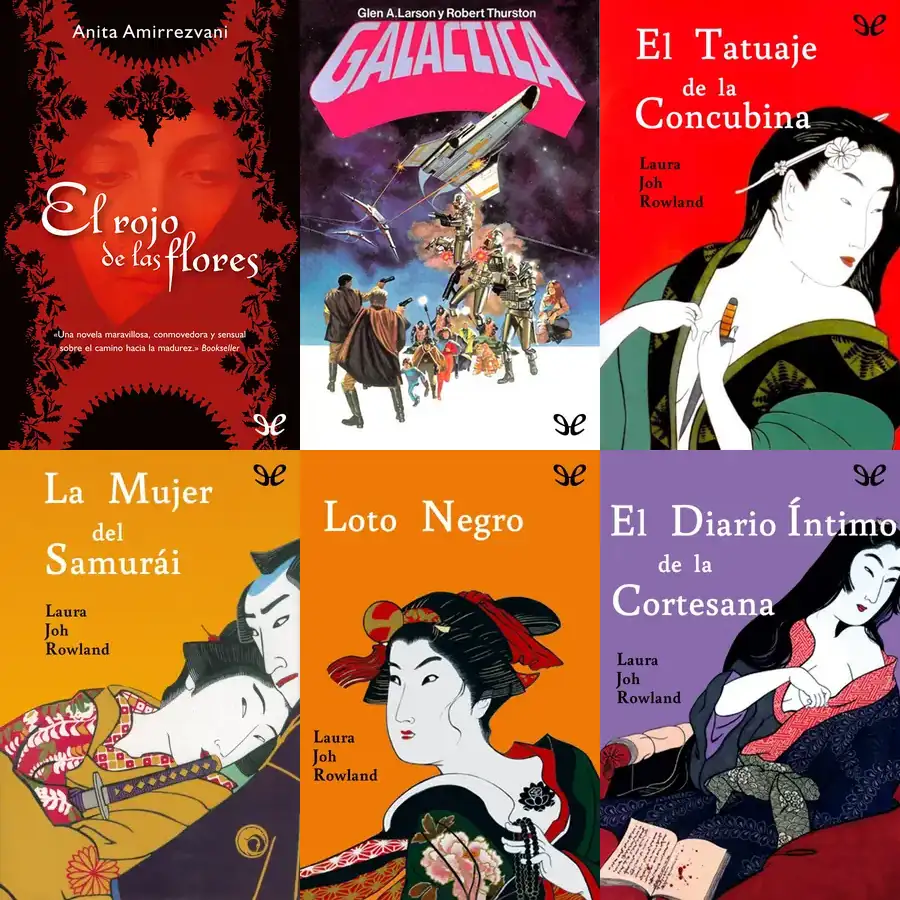 Anita Amirrezvani
El rojo
de las flores
«Una novela maravillosa, conmovedora y sensual
sobre el camino hacia la madurez.» Bookseller
Glen A. Larson y Robert Thurston
GALACTICA
El Tatuaje
de la
Concubina
Laura
Joh
Rowland
La Mujer
del
Samurái
Laura
Joh
Rowland
Loto Negro
Laura
Joh
Rowland
El Diario Íntimo
de la
Cortesana
Laura
Joh
Rowland